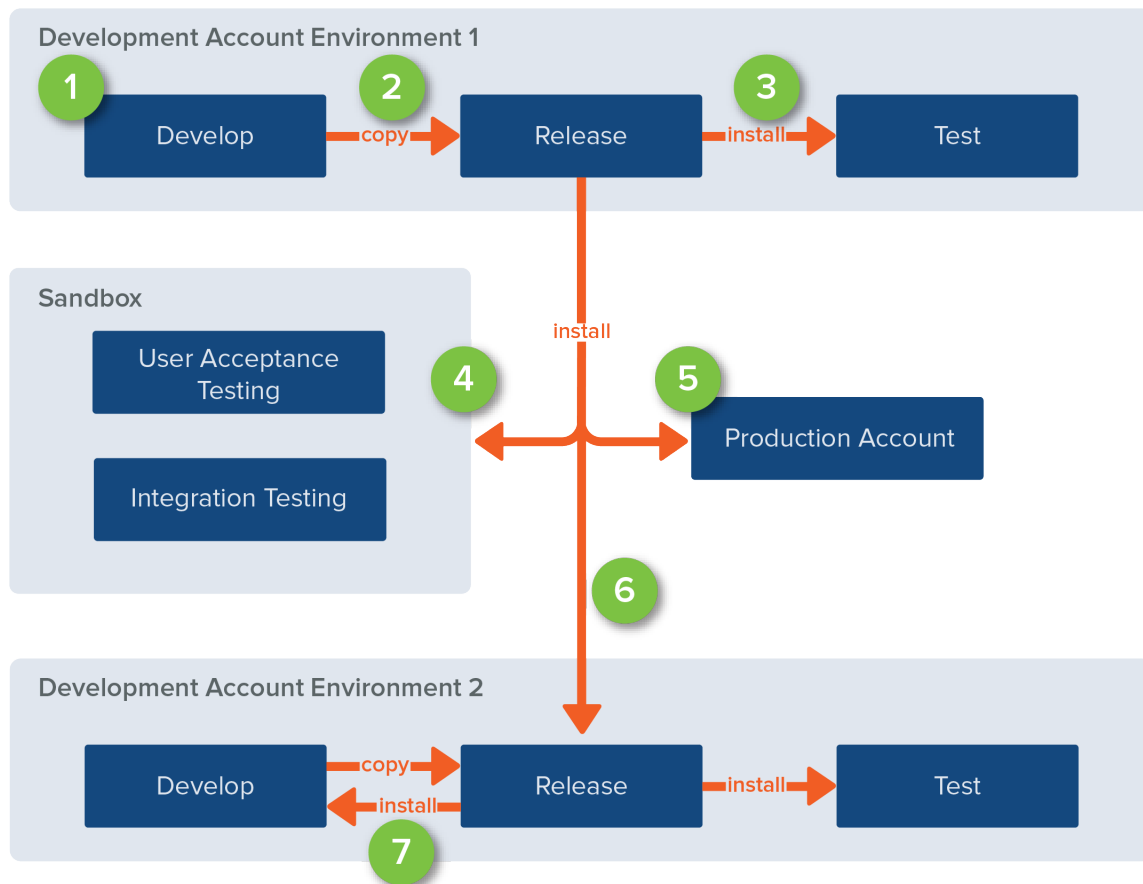 Development Account Environment 1
1
2
3
Develop
copy
Release
install
Test
Sandbox
install
User Acceptance
Testing
4
5
Production Account
Integration Testing
6
Development Account Environment 2
Develop
copy
install
Release
install
Test
7